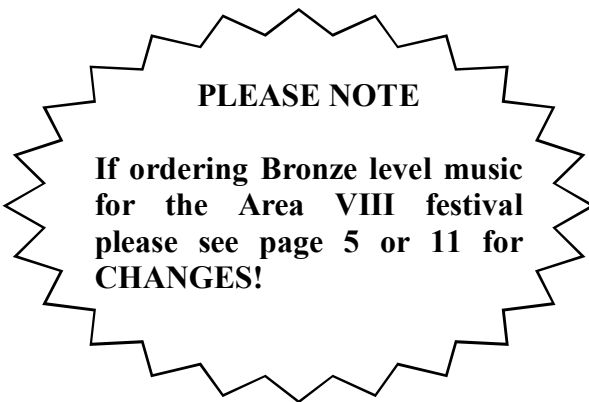 PLEASE NOTE
If ordering Bronze level music
for the Area VIII festival
please see page 5 or 11 for
CHANGES!